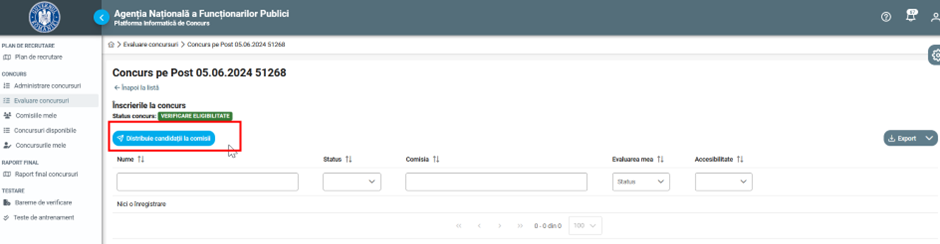 Agenția Națională a Funcționarilor Publici
Platforma Informatica de Concurs
PLAN DE RECRUTARE
Plan de recrutare
CONCURS
Administrare concursuri
Evaluare concursuri
Comisiile mele
Concursuri disponibile
Concursurile mele
RAPORT FINAL
Raport final concursuri
TESTARE
Bareme de verificare
Teste de antrenament
Evaluare concursuri > Concurs pe Post 05.06.2024 51268
Concurs pe Post 05.06.2024 51268
← Înapoi la listă
Înscrierile la concurs
Status concurs: VERIFICARE ELIGIBILITATE
Distribuie candidații la comisii
Export
Nume Status Comisia Evaluarea mea Accesibilitate
Status
Nici o înregistrare
0 - 0 din 0 100